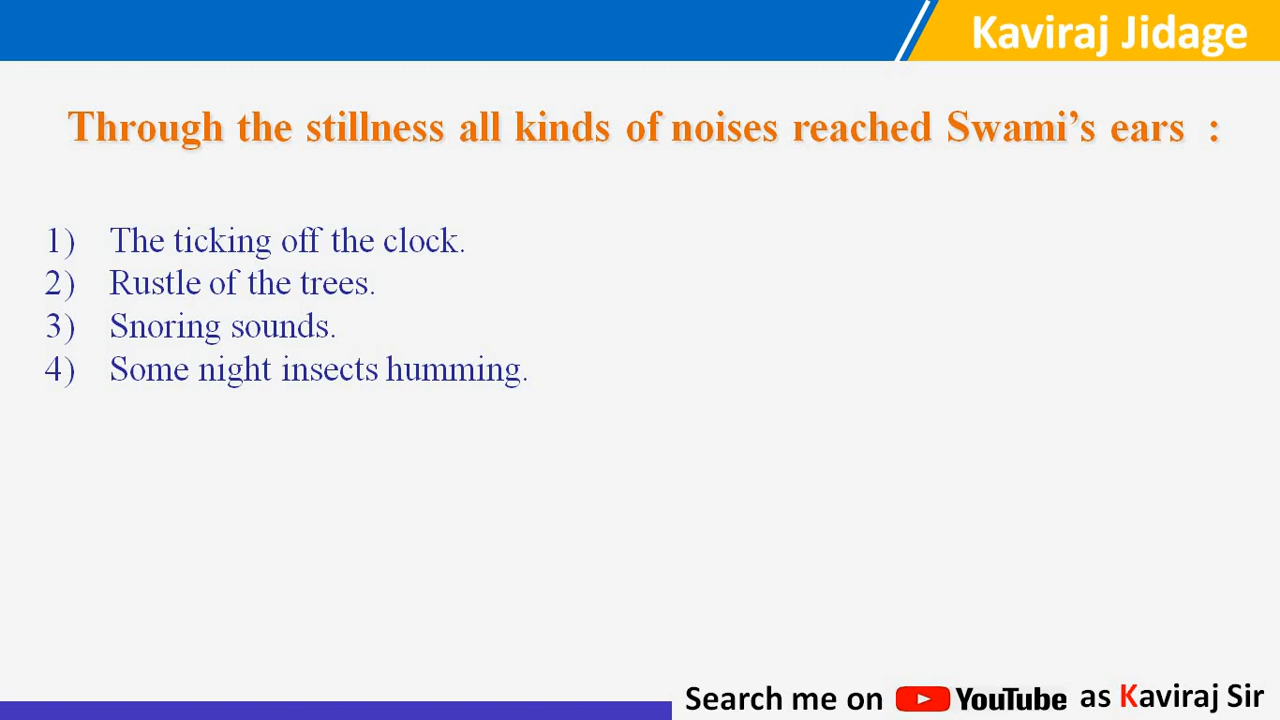 Kaviraj Jidage
Through the stillness all kinds of noises reached Swami’s ears :
1) The ticking off the clock.
2) Rustle of the trees.
3) Snoring sounds.
4) Some night insects humming.
Search me on YouTube as Kaviraj Sir